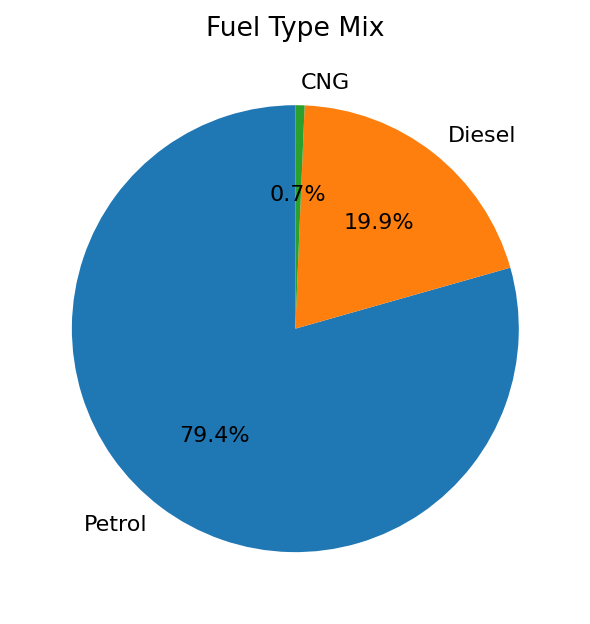 Fuel Type Mix
CNG
Diesel
0.7%
19.9%
79.4%
Petrol